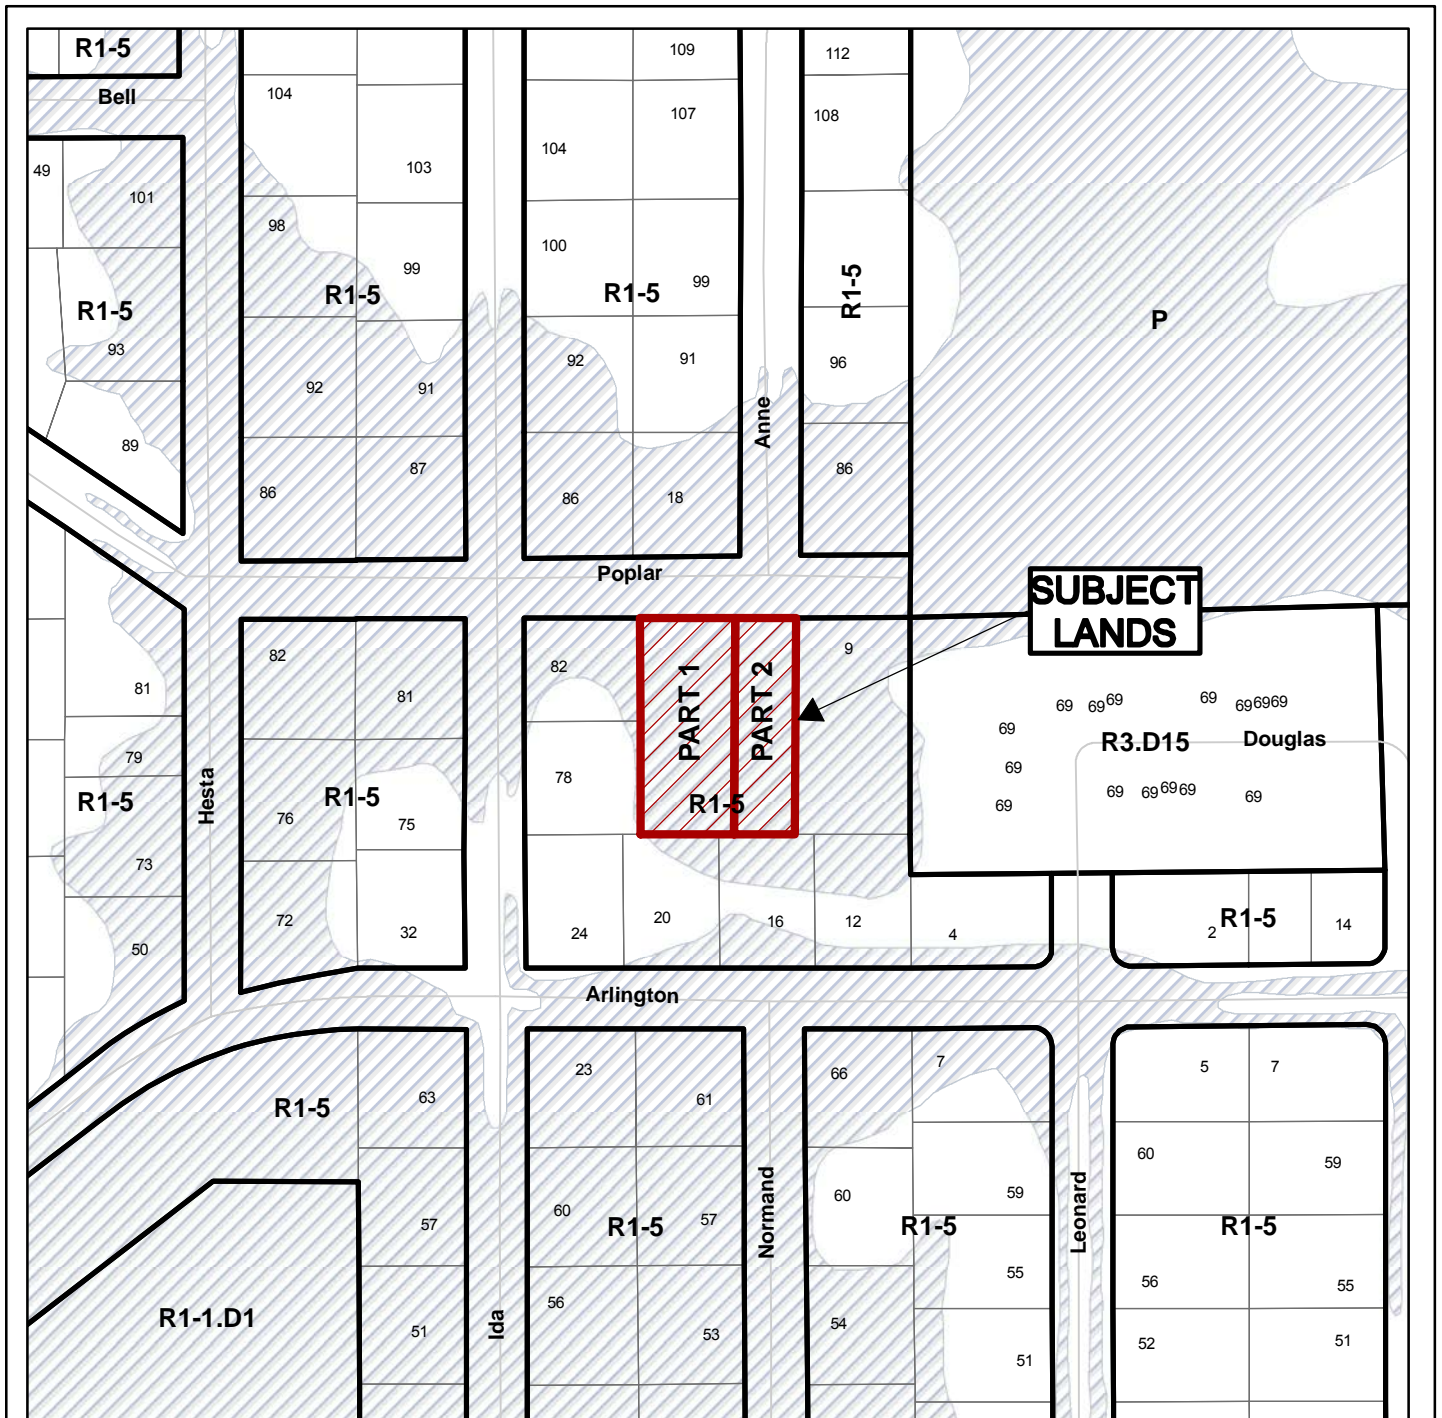 R1-5
109
112
Bell
104
107
108
104
103
49
101
98
100
99
99
R1-5
R1-5
R1-5
R1-5
P
93
92
91
96
92
91
Anne
89
87
86
86
86
18
Poplar
SUBJECT
LANDS
82
82
9
81
81
PART 1
PART 2
69
69
69
69
69
69
69
69
R3.D15
Douglas
79
78
69
R1-5
Hesta
R1-5
R1-5
69
69
69
69
69
69
76
75
73
72
32
24
20
16
12
4
2
R1-5
14
50
Arlington
23
66
7
5
7
R1-5
63
61
60
59
60
60
59
57
R1-5
57
Normand
R1-5
Leonard
R1-5
55
56
55
R1-1.D1
56
51
Ida
53
54
51
52
51